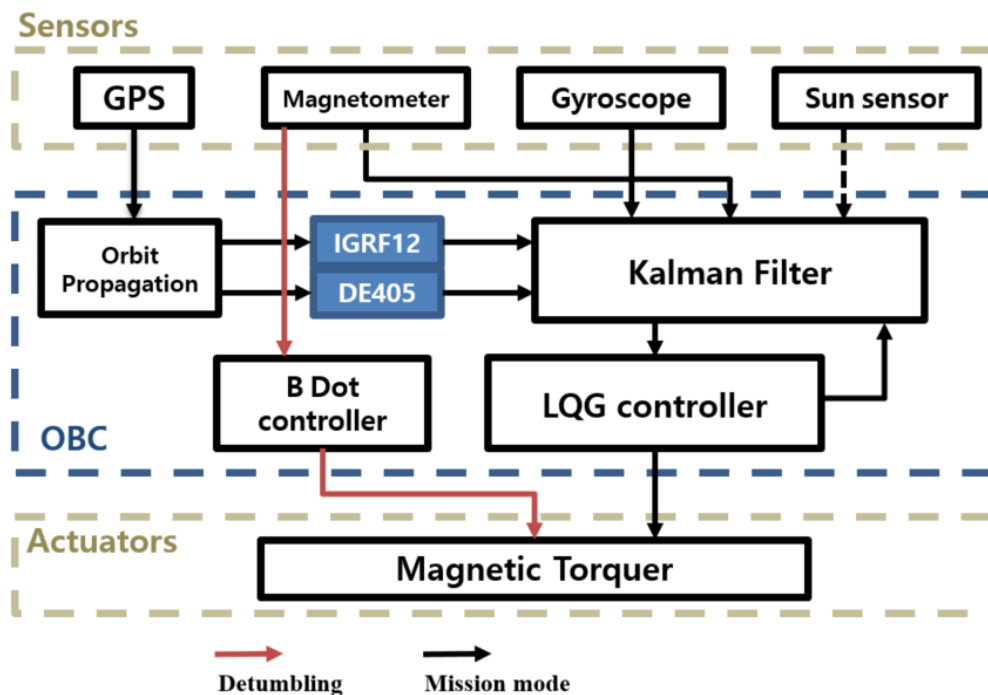 Sensors
GPS
Magnetometer
Gyroscope
Sun sensor
Orbit
Propagation
IGRF12
DE405
Kalman Filter
B Dot
controller
LQG controller
OBC
Actuators
Magnetic Torquer
Detumbling
Mission mode